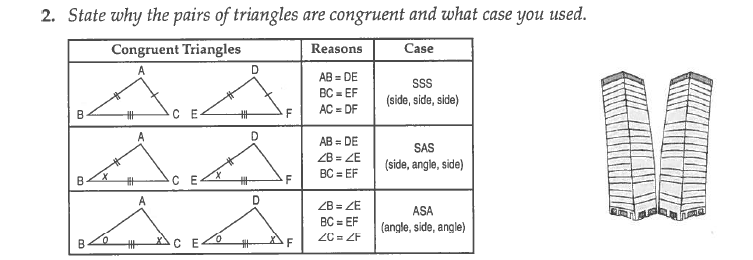 2. State why the pairs of triangles are congruent and what case you used.
Congruent Triangles Reasons Case
A D
B C E F
AB = DE
BC = EF
AC = DF
SSS
(side, side, side)
A D
B x C E x F
AB = DE
∠B = ∠E
BC = EF
SAS
(side, angle, side)
A D
B o x C E o x F
∠B = ∠E
BC = EF
∠C = ∠F
ASA
(angle, side, angle)